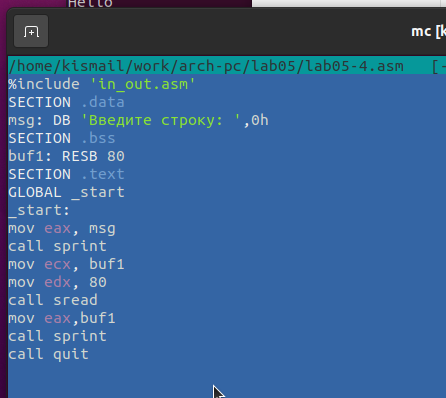 Hello
mc [k
/home/kismail/work/arch-pc/lab05/lab05-4.asm [-
%include 'in_out.asm'
SECTION .data
msg: DB 'Введите строку: ',0h
SECTION .bss
buf1: RESB 80
SECTION .text
GLOBAL _start
_start:
mov eax, msg
call sprint
mov ecx, buf1
mov edx, 80
call sread
mov eax,buf1
call sprint
call quit